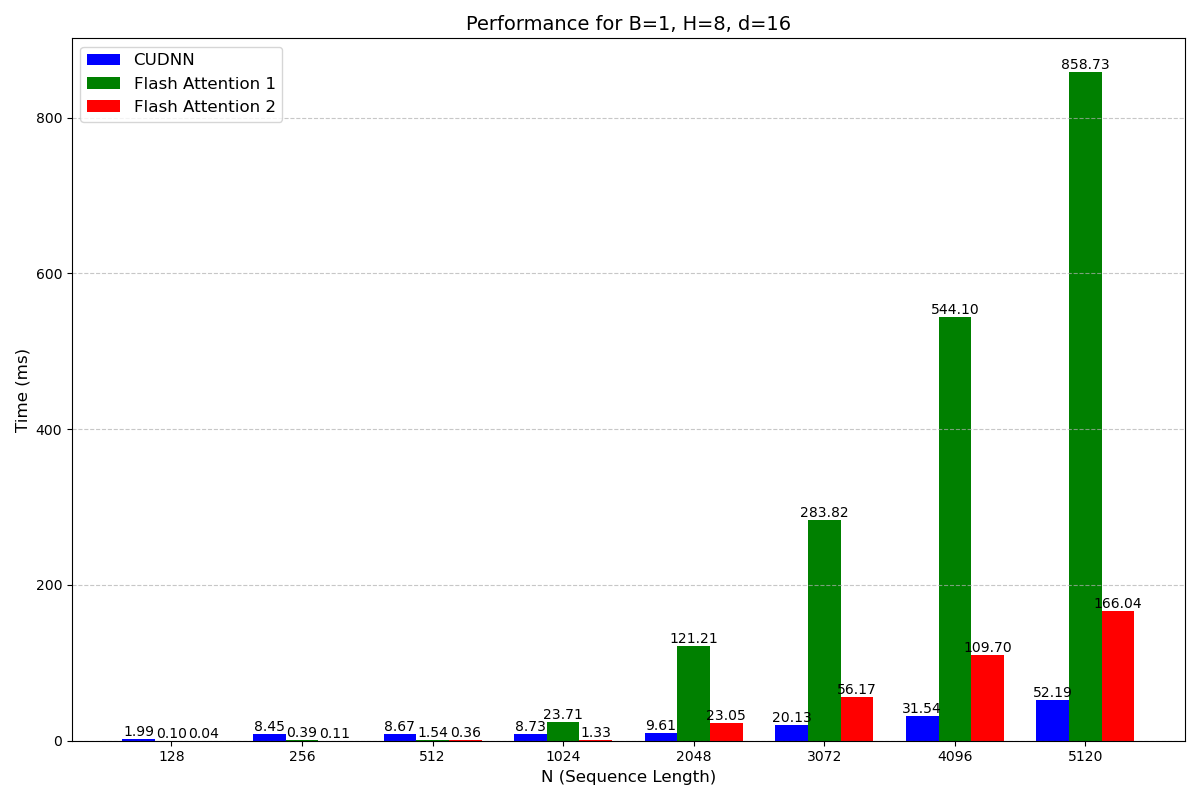 Performance for B=1, H=8, d=16
CUDNN
Flash Attention 1
Flash Attention 2
Time (ms)
800
600
400
200
0
1.99 0.10 0.04
8.45 0.39 0.11
8.67 1.54 0.36
8.73 23.71 1.33
9.61 121.21 23.05
20.13 283.82 56.17
31.54 544.10 109.70
52.19 858.73 166.04
128 256 512 1024 2048 3072 4096 5120
N (Sequence Length)